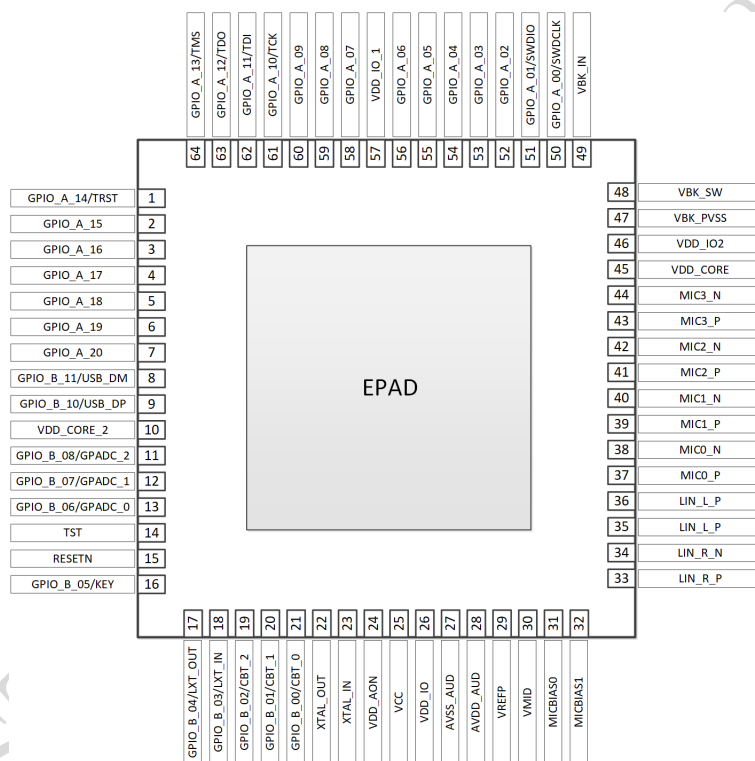 GPIO_A_13/TMS
GPIO_A_12/TDO
GPIO_A_11/TDI
GPIO_A_10/TCK
GPIO_A_09
GPIO_A_08
GPIO_A_07
VDD_IO_1
GPIO_A_06
GPIO_A_05
GPIO_A_04
GPIO_A_03
GPIO_A_02
GPIO_A_01/SWDIO
GPIO_A_00/SWDCLK
VBK_IN
64
63
62
61
60
59
58
57
56
55
54
53
52
51
50
49
GPIO_A_14/TRST 1
GPIO_A_15 2
GPIO_A_16 3
GPIO_A_17 4
GPIO_A_18 5
GPIO_A_19 6
GPIO_A_20 7
GPIO_B_11/USB_DM 8
GPIO_B_10/USB_DP 9
VDD_CORE_2 10
GPIO_B_08/GPADC_2 11
GPIO_B_07/GPADC_1 12
GPIO_B_06/GPADC_0 13
TST 14
RESETN 15
GPIO_B_05/KEY 16
EPAD
48 VBK_SW
47 VBK_PVSS
46 VDD_IO2
45 VDD_CORE
44 MIC3_N
43 MIC3_P
42 MIC2_N
41 MIC2_P
40 MIC1_N
39 MIC1_P
38 MIC0_N
37 MIC0_P
36 LIN_L_P
35 LIN_L_P
34 LIN_R_N
33 LIN_R_P
17
18
19
20
21
22
23
24
25
26
27
28
29
30
31
32
GPIO_B_04/LXT_OUT
GPIO_B_03/LXT_IN
GPIO_B_02/CBT_2
GPIO_B_01/CBT_1
GPIO_B_00/CBT_0
XTAL_OUT
XTAL_IN
VDD_AON
VCC
VDD_IO
AVSS_AUD
AVDD_AUD
VREFP
VMID
MICBIAS0
MICBIAS1